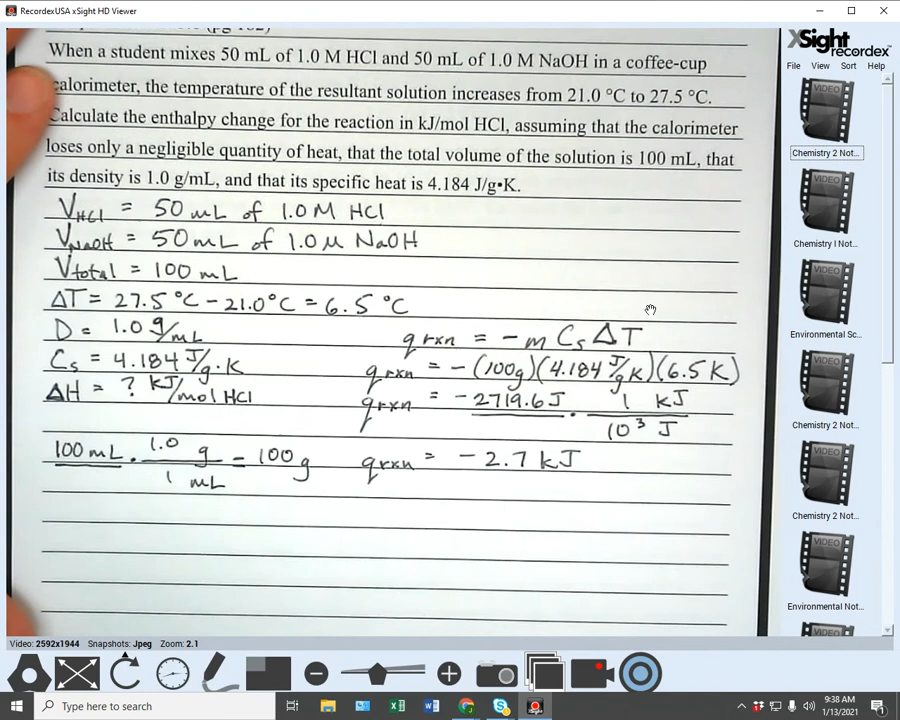 RecordexUSA xSight HD Viewer
When a student mixes 50 mL of 1.0 M HCl and 50 mL of 1.0 M NaOH in a coffee-cup
calorimeter, the temperature of the resultant solution increases from 21.0 °C to 27.5 °C.
Calculate the enthalpy change for the reaction in kJ/mol HCl, assuming that the calorimeter
loses only a negligible quantity of heat, that the total volume of the solution is 100 mL, that
its density is 1.0 g/mL, and that its specific heat is 4.184 J/g•K.
V_HCl = 50 mL of 1.0 M HCl
V_NaOH = 50 mL of 1.0 M NaOH
V_total = 100 mL
ΔT = 27.5 °C - 21.0 °C = 6.5 °C
D = 1.0 g/mL
C_s = 4.184 J/g·K
ΔH = ? kJ/mol HCl
100 mL · 1.0 g / 1 mL = 100 g
q_rxn = -m C_s ΔT
q_rxn = -(100g)(4.184 J/gK)(6.5 K)
q_rxn = -2719.6 J · 1 kJ / 10³ J
q_rxn = -2.7 kJ
xSight
recordex
File View Sort Help
VIDEO
Chemistry 2 Not...
VIDEO
Chemistry I Not...
VIDEO
Environmental Sc...
VIDEO
Chemistry 2 Not...
VIDEO
Chemistry 2 Not...
VIDEO
Environmental Not...
VIDEO
Video: 2592x1944 Snapshots: Jpeg Zoom: 2.1
Type here to search
9:38 AM
1/13/2021
1